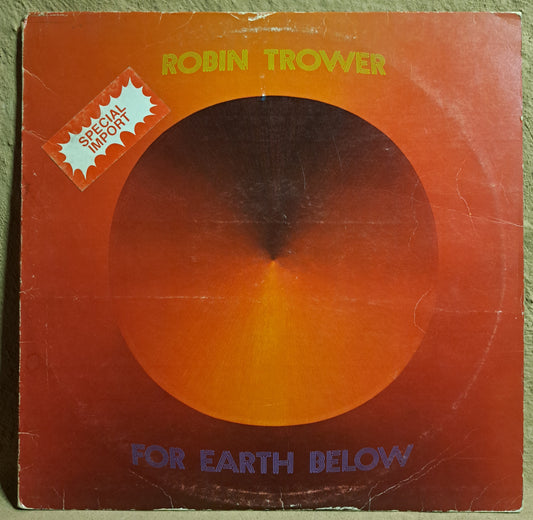 ROBIN TROWER
SPECIAL
IMPORT
FOR EARTH BELOW